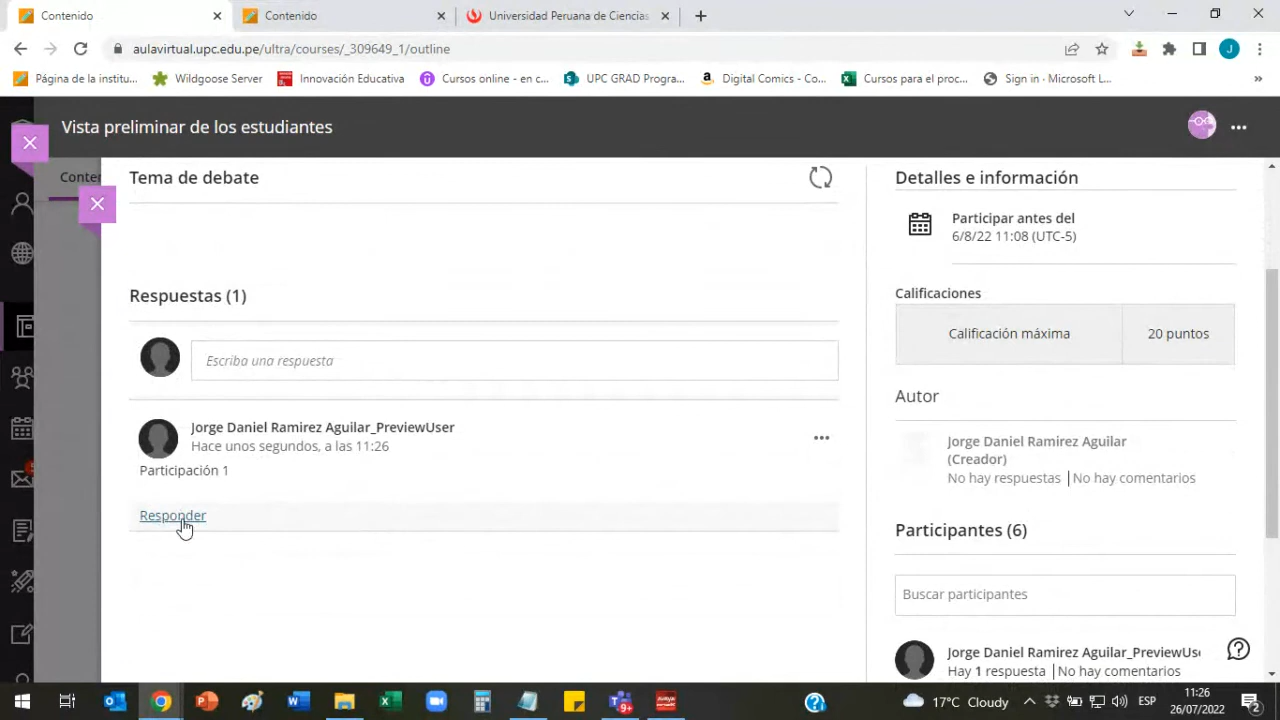 Contenido
Contenido
Universidad Peruana de Ciencias
aulavirtual.upc.edu.pe/ultra/courses/_309649_1/outline
J
Página de la institu...
Wildgoose Server
Innovación Educativa
Cursos online - en c...
UPC GRAD Progra...
Digital Comics - Co...
Cursos para el proc...
Sign in - Microsoft L...
»
Vista preliminar de los estudiantes
Conten
Tema de debate
Respuestas (1)
Escriba una respuesta
Jorge Daniel Ramirez Aguilar_PreviewUser
Hace unos segundos, a las 11:26
Participación 1
Responder
Detalles e información
Participar antes del
6/8/22 11:08 (UTC-5)
Calificaciones
Calificación máxima
20 puntos
Autor
Jorge Daniel Ramirez Aguilar
(Creador)
No hay respuestas |No hay comentarios
Participantes (6)
Buscar participantes
Jorge Daniel Ramirez Aguilar_PreviewUse
Hay 1 respuesta |No hay comentarios
17°C Cloudy
ESP
11:26
26/07/2022